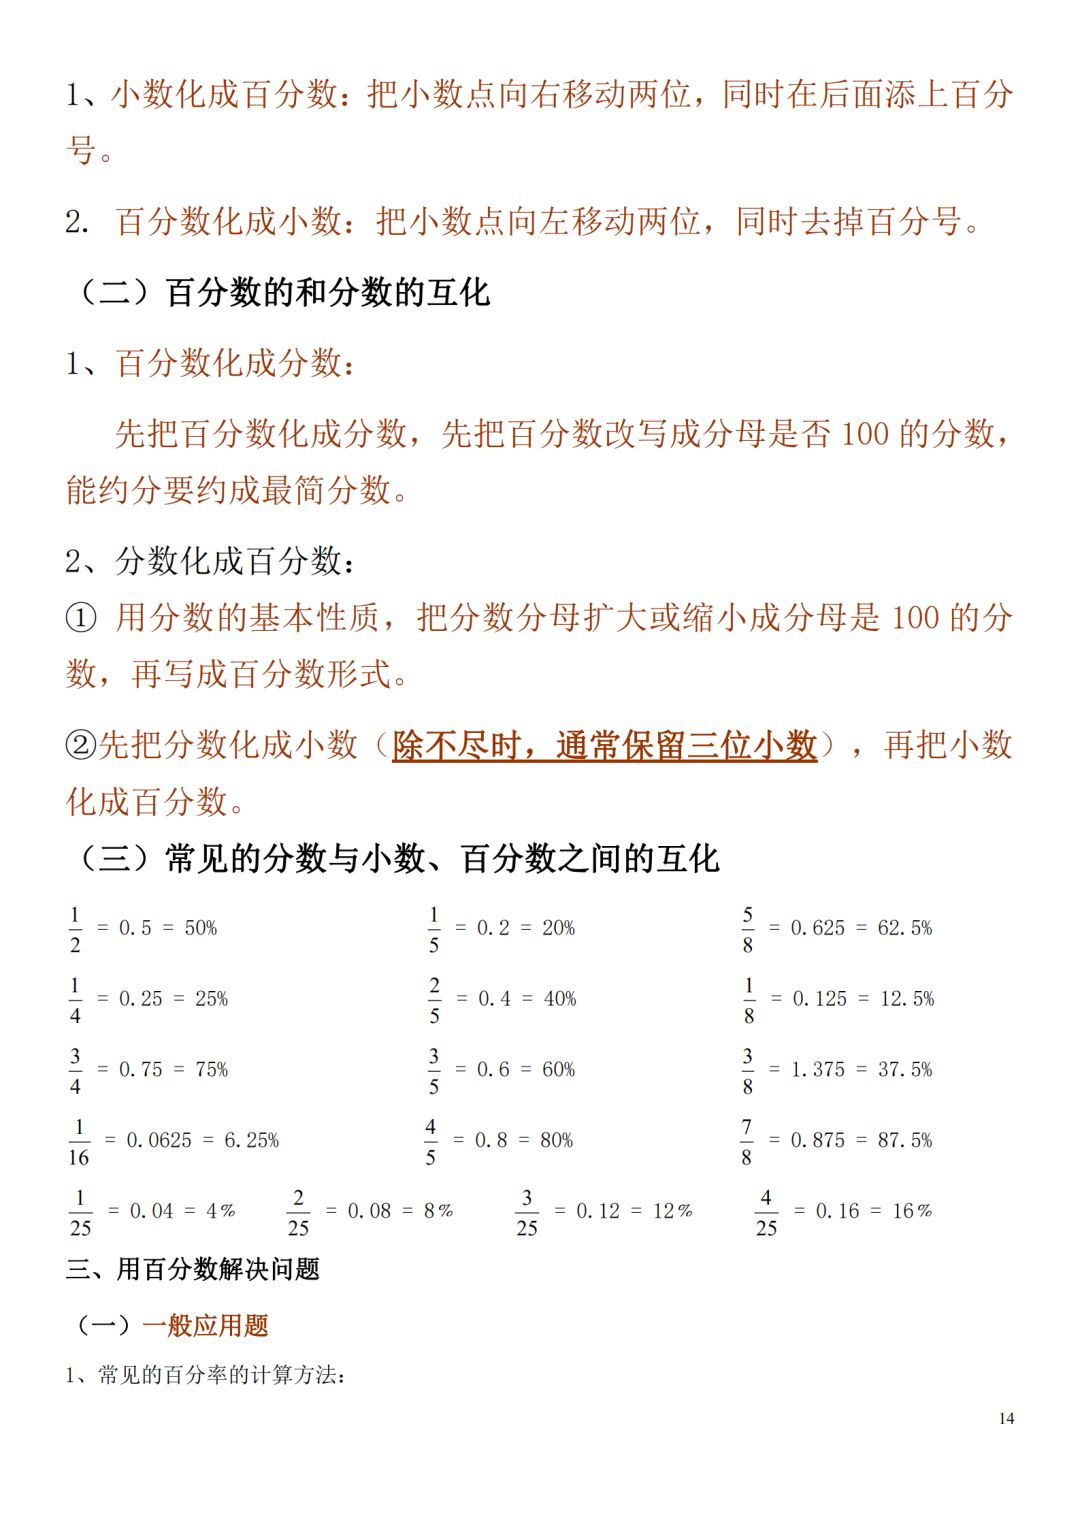 1、小数化成百分数：把小数点向右移动两位，同时在后面添上百分
号。
2. 百分数化成小数：把小数点向左移动两位，同时去掉百分号。
（二）百分数的和分数的互化
1、百分数化成分数：
先把百分数化成分数，先把百分数改写成分母是否 100 的分数，
能约分要约成最简分数。
2、分数化成百分数：
① 用分数的基本性质，把分数分母扩大或缩小成分母是 100 的分
数，再写成百分数形式。
②先把分数化成小数（除不尽时，通常保留三位小数），再把小数
化成百分数。
（三）常见的分数与小数、百分数之间的互化
1/2 = 0.5 = 50% 1/5 = 0.2 = 20% 5/8 = 0.625 = 62.5%
1/4 = 0.25 = 25% 2/5 = 0.4 = 40% 1/8 = 0.125 = 12.5%
3/4 = 0.75 = 75% 3/5 = 0.6 = 60% 3/8 = 1.375 = 37.5%
1/16 = 0.0625 = 6.25% 4/5 = 0.8 = 80% 7/8 = 0.875 = 87.5%
1/25 = 0.04 = 4% 2/25 = 0.08 = 8% 3/25 = 0.12 = 12% 4/25 = 0.16 = 16%
三、用百分数解决问题
（一）一般应用题
1、常见的百分率的计算方法：
14